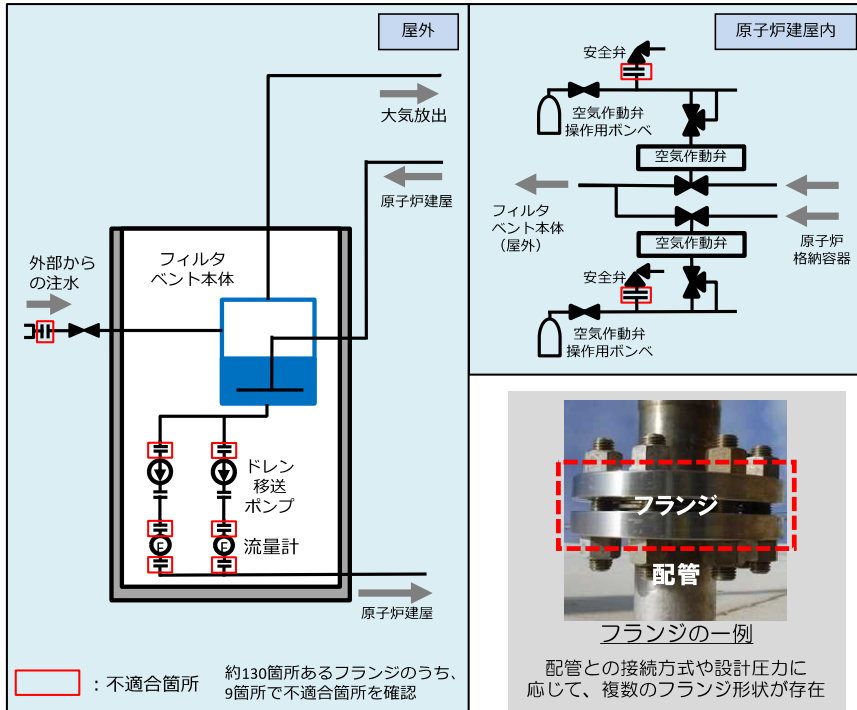 屋外
大気放出
原子炉建屋
フィルタ
ベント本体
外部から
の注水
ドレン
移送
ポンプ
F
F
流量計
原子炉建屋
：不適合箇所
約130箇所あるフランジのうち、
9箇所で不適合箇所を確認
原子炉建屋内
安全弁
空気作動弁
操作用ボンベ
空気作動弁
フィルタ
ベント本体
（屋外）
原子炉
格納容器
空気作動弁
安全弁
空気作動弁
操作用ボンベ
フランジ
配管
フランジの一例
配管との接続方式や設計圧力に
応じて、複数のフランジ形状が存在